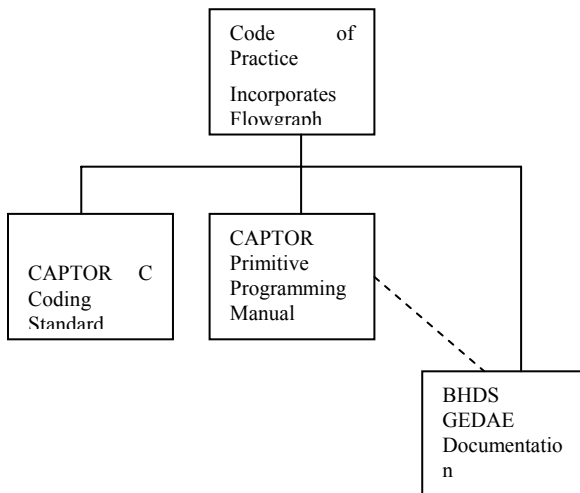 Code of
Practice
Incorporates
Flowgraph
CAPTOR C
Coding
Standard
CAPTOR
Primitive
Programming
Manual
BHDS
GEDAE
Documentatio
n